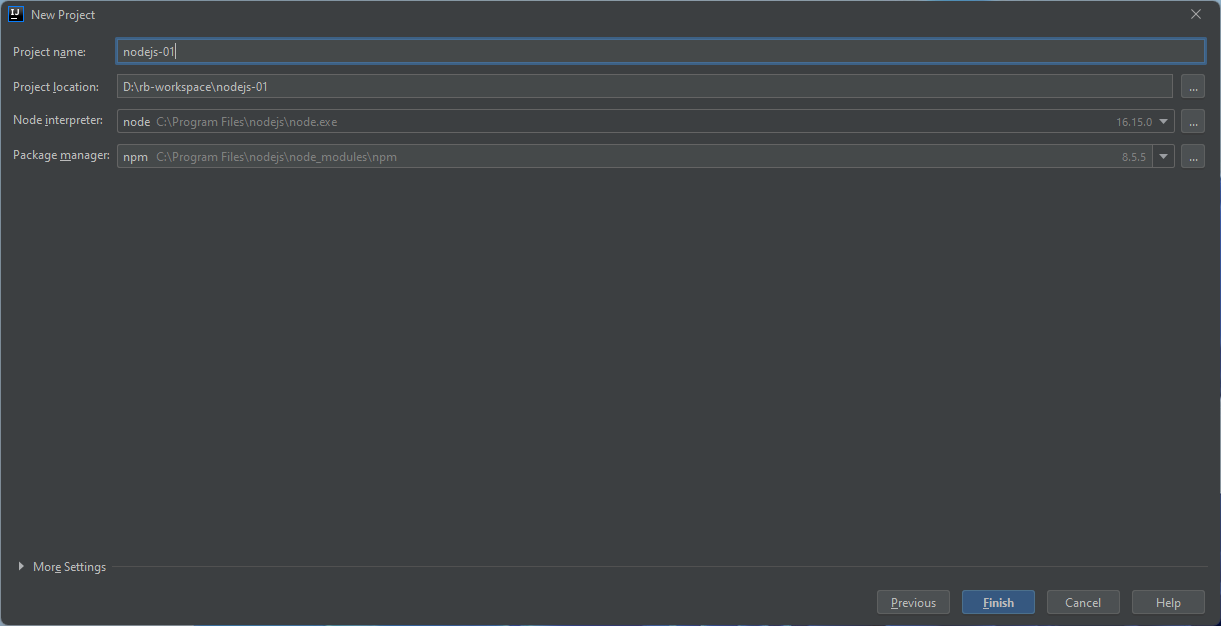 IJ New Project
Project name: nodejs-01
Project location: D:\rb-workspace\nodejs-01 ...
Node interpreter: node C:\Program Files\nodejs\node.exe 16.15.0 ...
Package manager: npm C:\Program Files\nodejs\node_modules\npm 8.5.5 ...
More Settings
Previous Finish Cancel Help